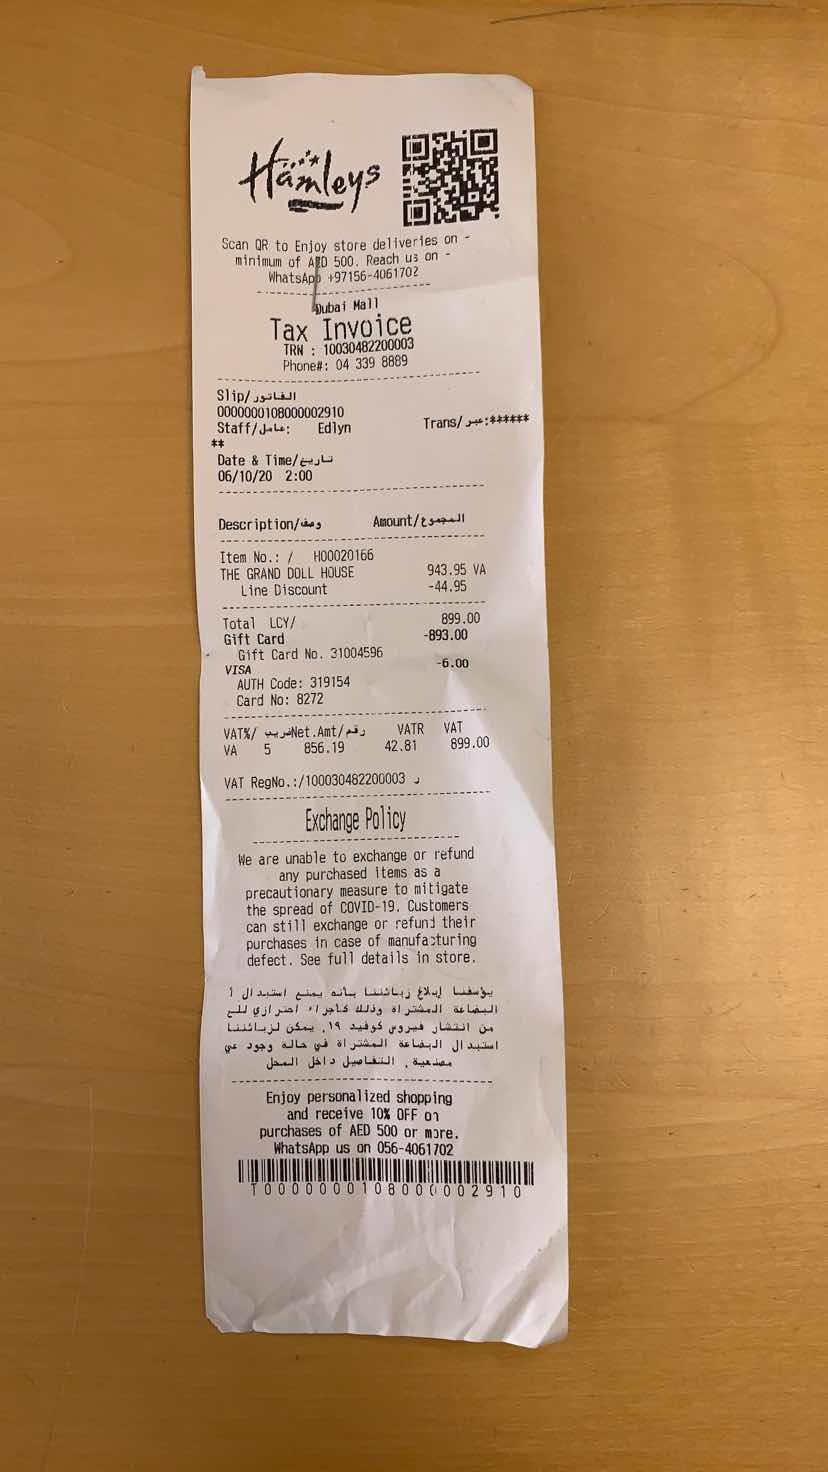 Hamleys
Scan QR to Enjoy store deliveries on -
minimum of AED 500. Reach us on -
WhatsApp +97156-4061702
Dubai Mall
Tax Invoice
TRN : 10030482200003
Phone#: 04 339 8889
Slip/الفاتور
0000000108000002910
Staff/عامل: Edlyn Trans/عبر:******
**
Date & Time/تاريخ
06/10/20 2:00
Description/وصف Amount/المجموع
Item No.: / H00020166
THE GRAND DOLL HOUSE 943.95 VA
Line Discount -44.95
Total LCY/ 899.00
Gift Card -893.00
Gift Card No. 31004596
VISA -6.00
AUTH Code: 319154
Card No: 8272
VAT%/ضريب Net.Amt/رقم VATR VAT
VA 5 856.19 42.81 899.00
VAT RegNo.:/100030482200003 ر
Exchange Policy
We are unable to exchange or refund
any purchased items as a
precautionary measure to mitigate
the spread of COVID-19. Customers
can still exchange or refund their
purchases in case of manufacturing
defect. See full details in store.
يؤسفنا إبلاغ زبائننا بأنه يمنع استبدال أ
البضاعة المشتراة وذلك كأجراء احترازي للع
من انتشار فيروس كوفيد ١٩. يمكن لزبائننا
استبدال البضاعة المشتراة في حالة وجود عي
مصنعية . التفاصيل داخل المحل
Enjoy personalized shopping
and receive 10% OFF on
purchases of AED 500 or more.
WhatsApp us on 056-4061702
T0000000108000002910